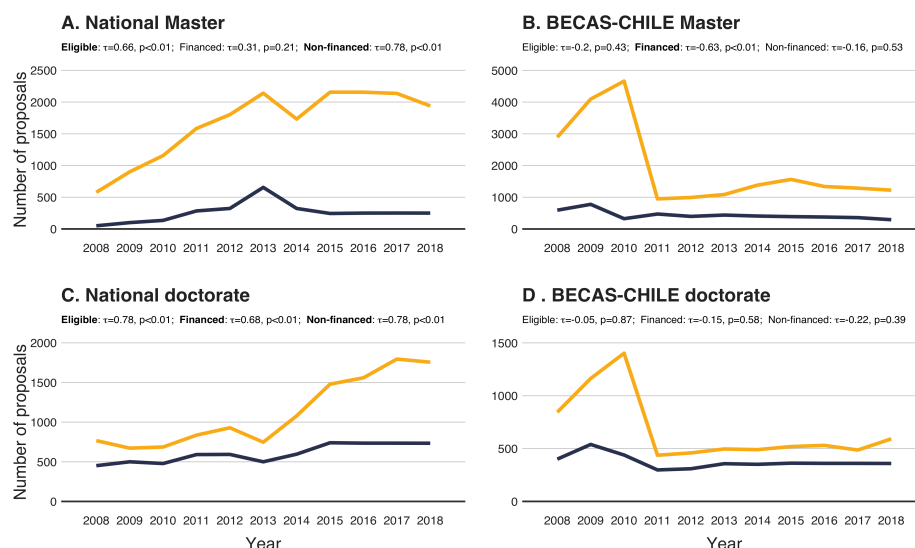 A. National Master
Eligible: τ=0.66, p<0.01; Financed: τ=0.31, p=0.21; Non-financed: τ=0.78, p<0.01
Number of proposals
2500
2000
1500
1000
500
0
2008 2009 2010 2011 2012 2013 2014 2015 2016 2017 2018
B. BECAS-CHILE Master
Eligible: τ=-0.2, p=0.43; Financed: τ=-0.63, p<0.01; Non-financed: τ=-0.16, p=0.53
5000
4000
3000
2000
1000
0
2008 2009 2010 2011 2012 2013 2014 2015 2016 2017 2018
C. National doctorate
Eligible: τ=0.78, p<0.01; Financed: τ=0.68, p<0.01; Non-financed: τ=0.78, p<0.01
Number of proposals
2000
1500
1000
500
0
2008 2009 2010 2011 2012 2013 2014 2015 2016 2017 2018
Year
D . BECAS-CHILE doctorate
Eligible: τ=-0.05, p=0.87; Financed: τ=-0.15, p=0.58; Non-financed: τ=-0.22, p=0.39
1500
1000
500
0
2008 2009 2010 2011 2012 2013 2014 2015 2016 2017 2018
Year